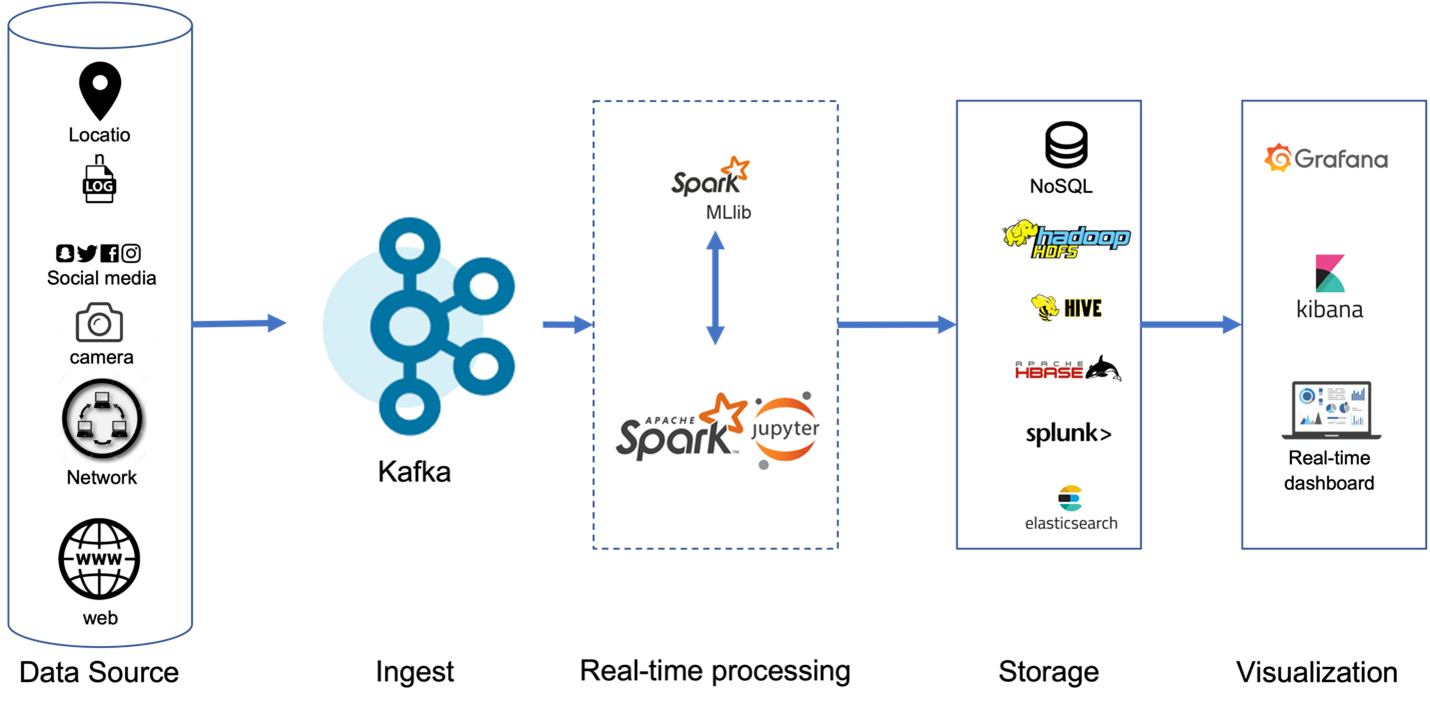 Locatio
n
LOG
Social media
camera
Network
www
web
Data Source
Kafka
Ingest
Spark
MLlib
APACHE
Spark™
jupyter
Real-time processing
NoSQL
hadoop
HDFS
HIVE
APACHE
HBASE
splunk>
elasticsearch
Storage
Grafana
kibana
Real-time
dashboard
Visualization